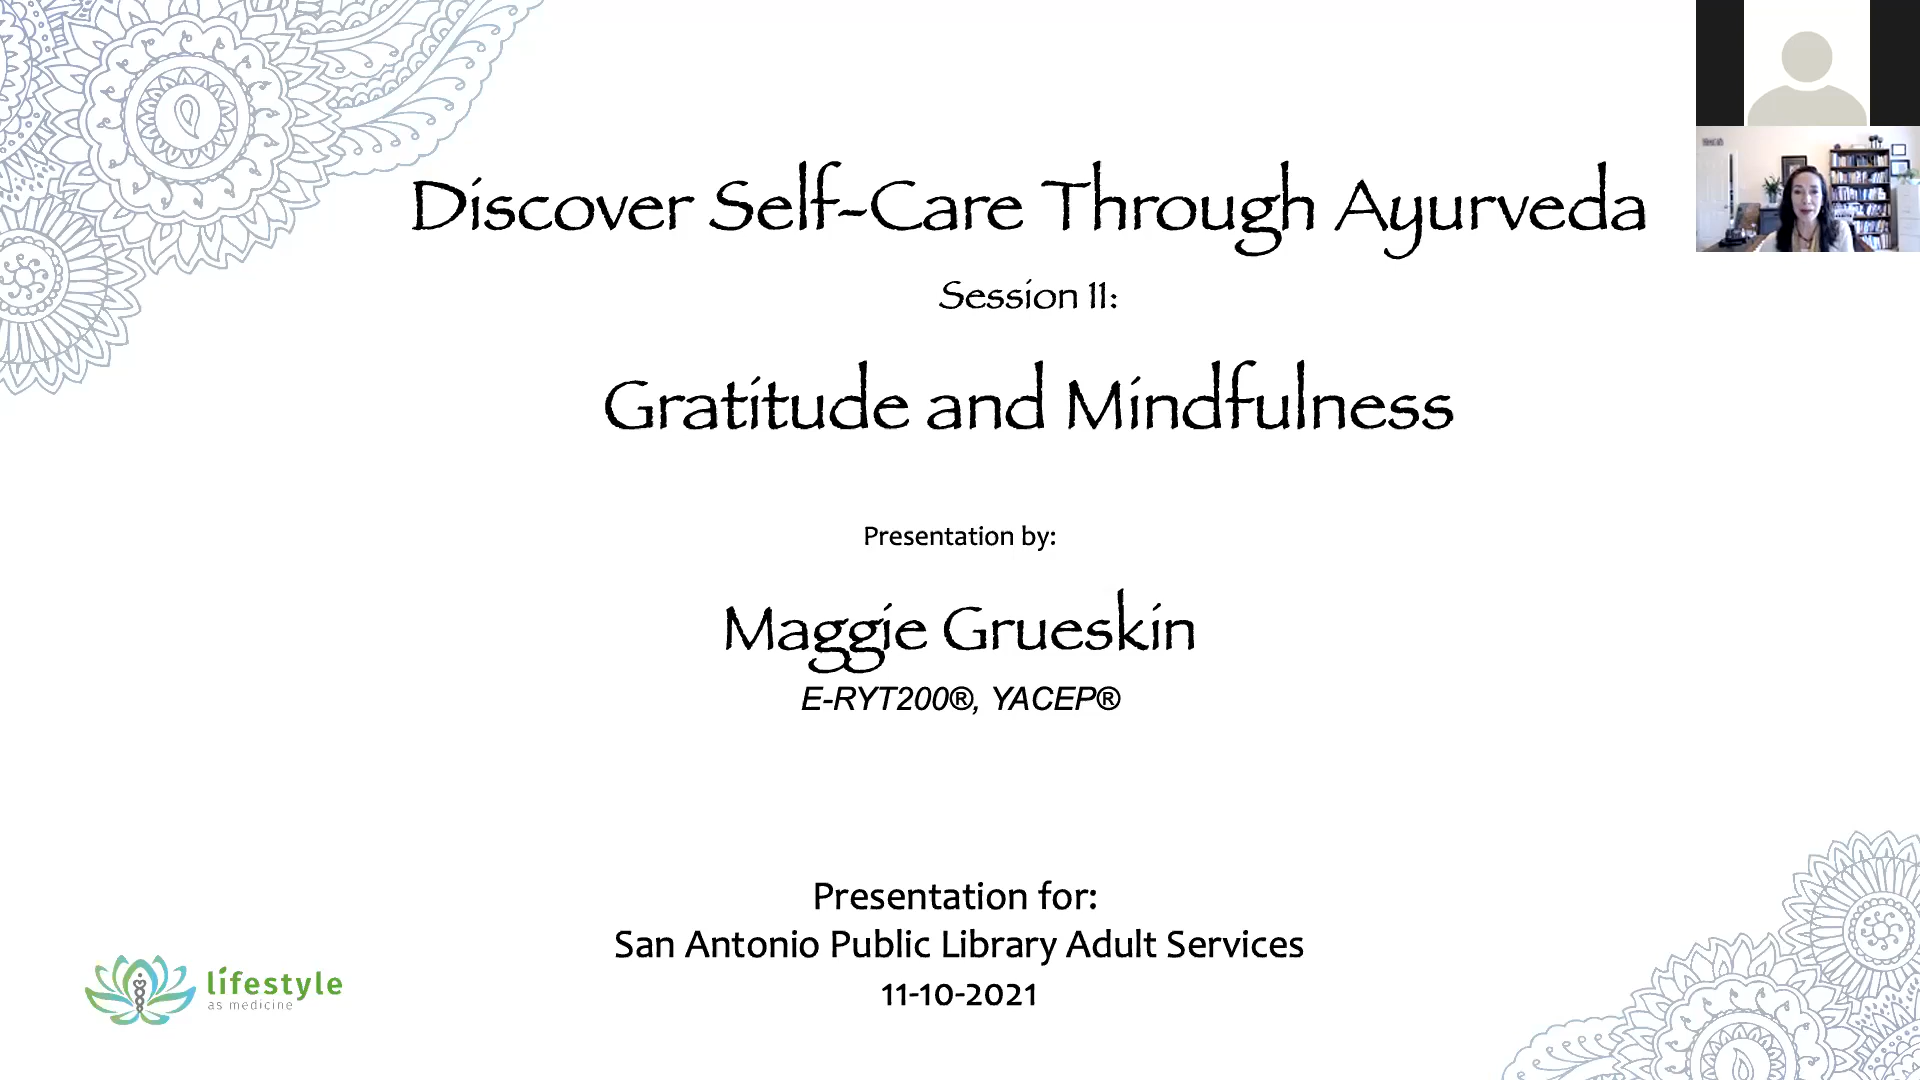 Discover Self-Care Through Ayurveda
Session 11:
Gratitude and Mindfulness
Presentation by:
Maggie Grueskin
E-RYT200®, YACEP®
Presentation for:
San Antonio Public Library Adult Services
11-10-2021
lifestyle
as medicine